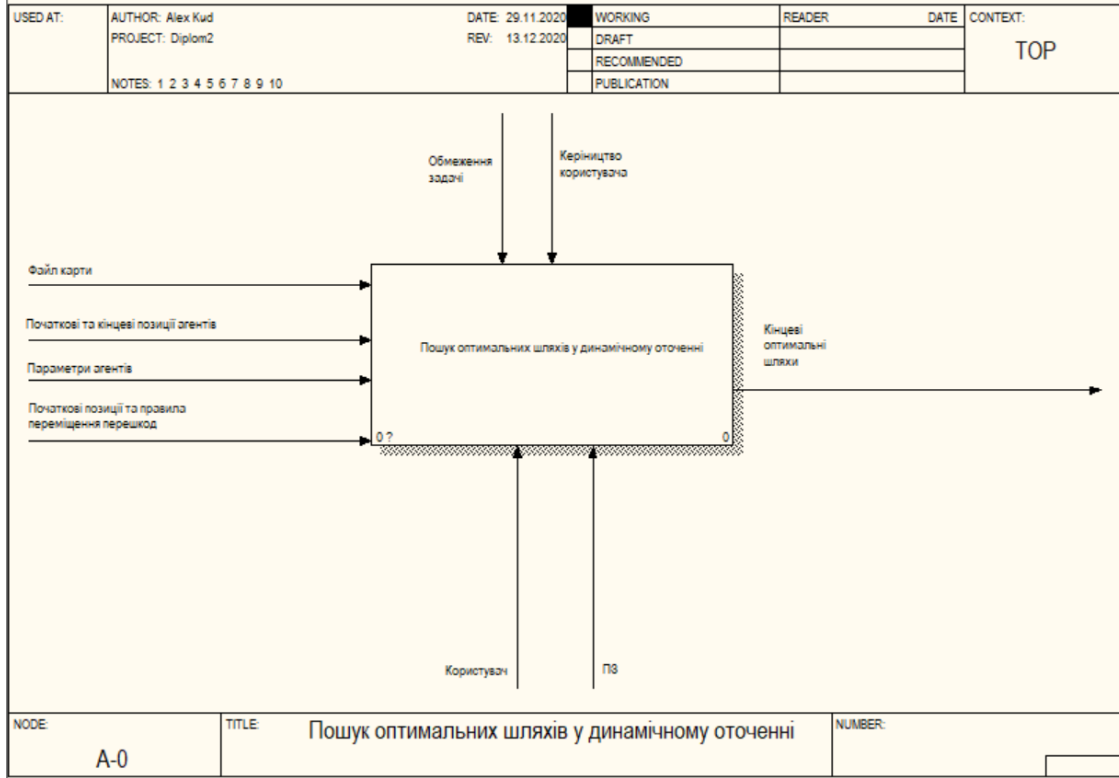 USED AT:
AUTHOR: Alex Kud
DATE: 29.11.2020
PROJECT: Diplom2
REV: 13.12.2020
NOTES: 1 2 3 4 5 6 7 8 9 10
WORKING
DRAFT
RECOMMENDED
PUBLICATION
READER
DATE
CONTEXT:
TOP
Обмеження
задачі
Керіництво
користувача
Файл карти
Початкові та кінцеві позиції агентів
Параметри агентів
Початкові позиції та правила
переміщення перешкод
Пошук оптимальних шляхів у динамічному оточенні
0 ?
0
Кінцеві
оптимальні
шляхи
Користувач
ПЗ
NODE:
A-0
TITLE:
Пошук оптимальних шляхів у динамічному оточенні
NUMBER: